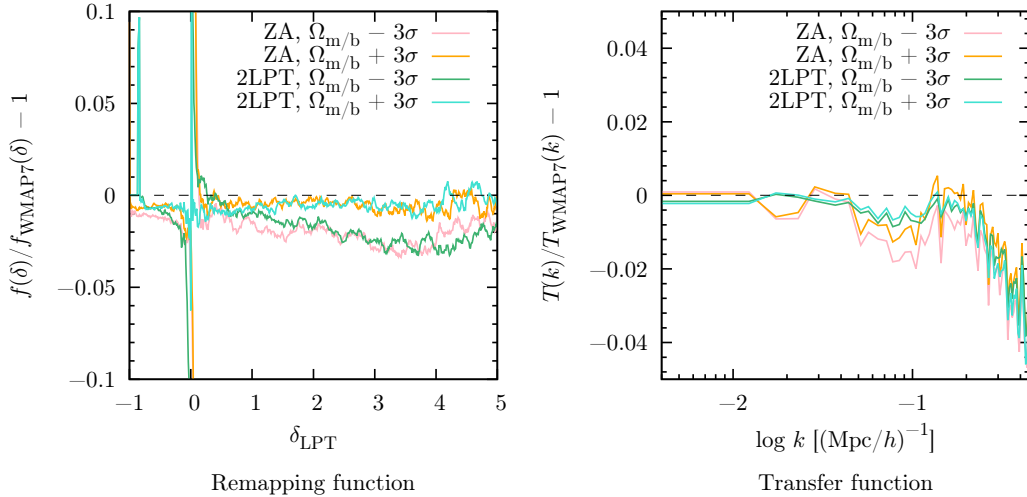 ZA, Ωm/b − 3σ
ZA, Ωm/b + 3σ
2LPT, Ωm/b − 3σ
2LPT, Ωm/b + 3σ
f(δ)/fWMAP7(δ) − 1
0.1
0.05
0
−0.05
−0.1
−1 0 1 2 3 4 5
δLPT
Remapping function
ZA, Ωm/b − 3σ
ZA, Ωm/b + 3σ
2LPT, Ωm/b − 3σ
2LPT, Ωm/b + 3σ
T(k)/TWMAP7(k) − 1
0.04
0.02
0
−0.02
−0.04
−2 −1
log k [(Mpc/h)−1]
Transfer function